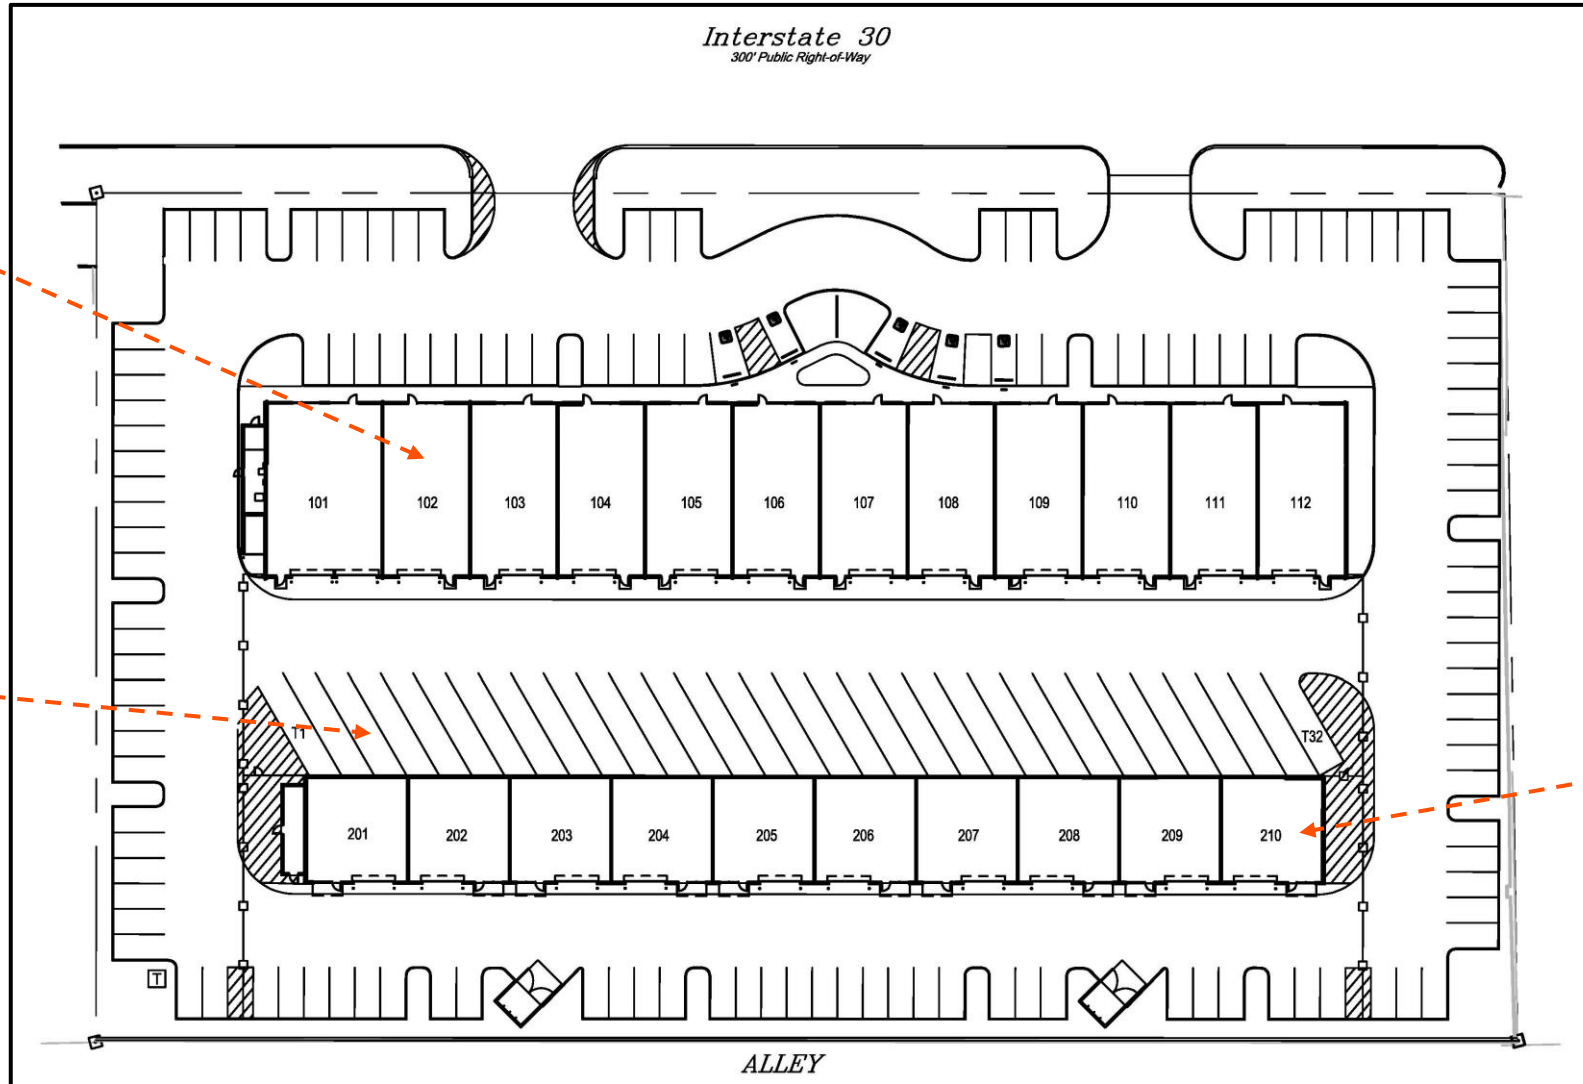 Interstate 30
300' Public Right-of-Way
101 102 103 104 105 106 107 108 109 110 111 112
T1 T32
201 202 203 204 205 206 207 208 209 210
T
ALLEY